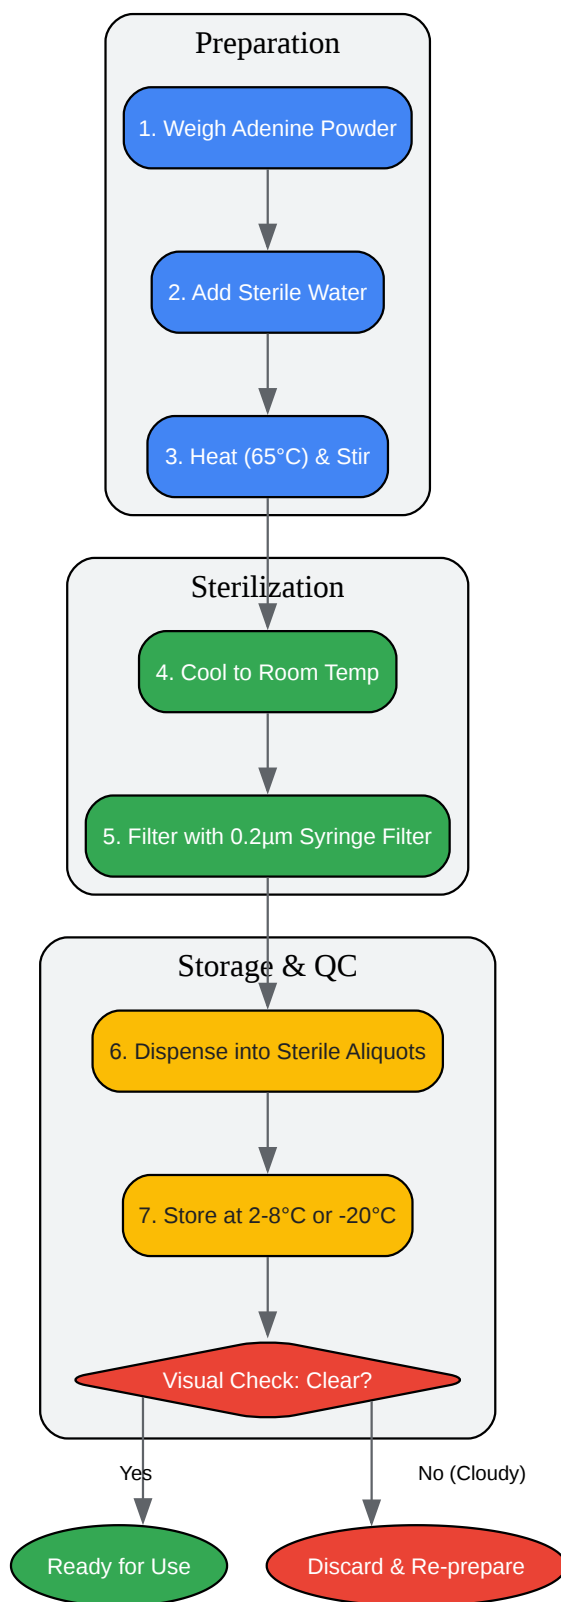 Preparation
1. Weigh Adenine Powder
2. Add Sterile Water
3. Heat (65°C) & Stir
Sterilization
4. Cool to Room Temp
5. Filter with 0.2µm Syringe Filter
Storage & QC
6. Dispense into Sterile Aliquots
7. Store at 2-8°C or -20°C
Visual Check: Clear?
Yes
No (Cloudy)
Ready for Use
Discard & Re-prepare